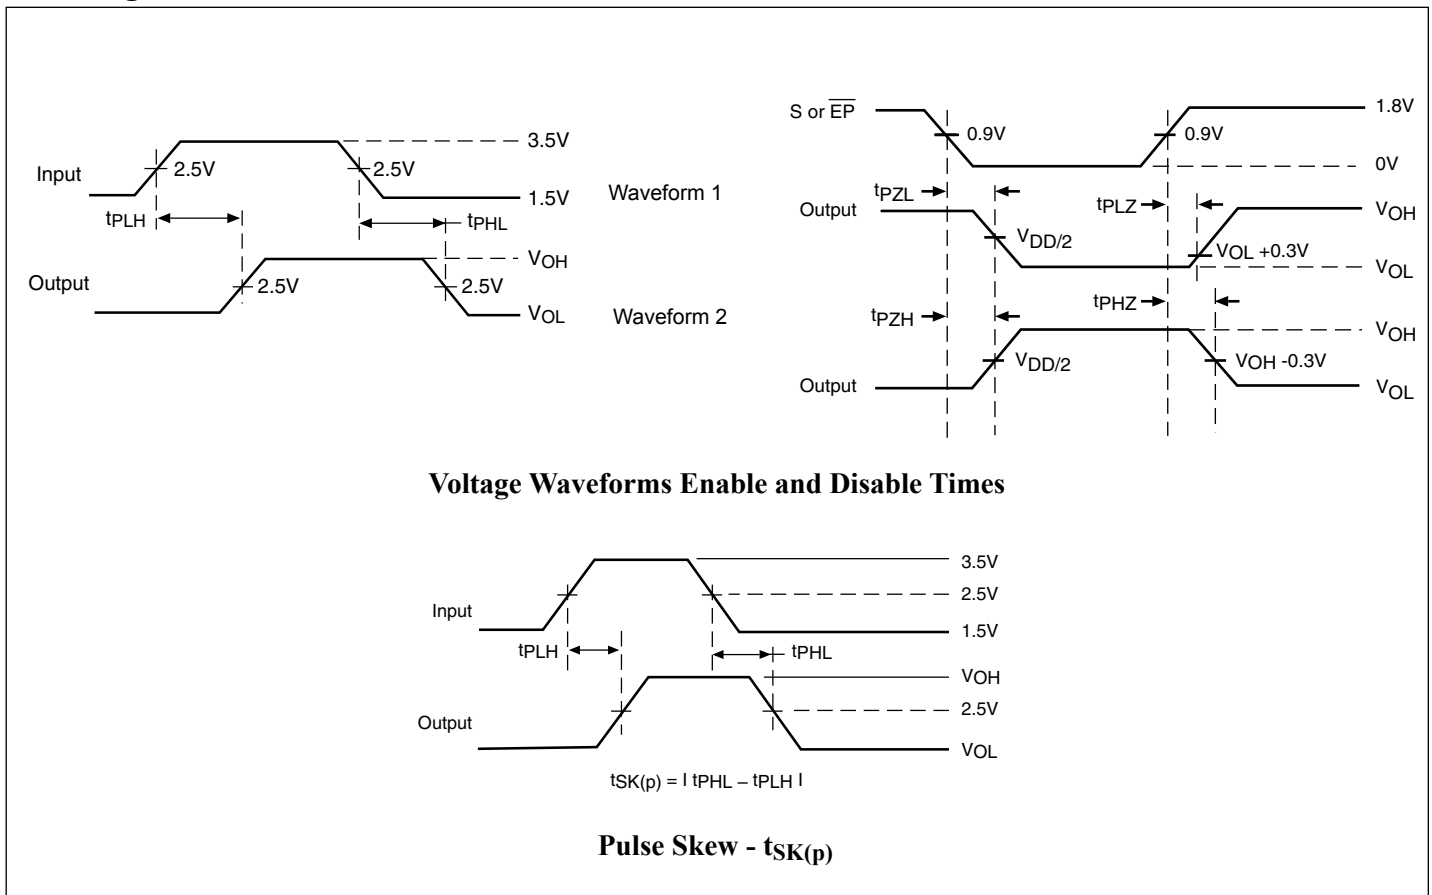 3.5V
Input
2.5V
2.5V
1.5V
tPLH
tPHL
VOH
Output
2.5V
2.5V
VOL
Waveform 1
Waveform 2
S or EP
1.8V
0.9V
0.9V
0V
tPZL
tPLZ
Output
VOH
VDD/2
VOL +0.3V
VOL
tPZH
tPHZ
VOH
VDD/2
VOH -0.3V
Output
VOL
Voltage Waveforms Enable and Disable Times
3.5V
2.5V
Input
1.5V
tPLH
tPHL
VOH
2.5V
Output
VOL
tSK(p) = I tPHL – tPLH I
Pulse Skew - tSK(p)